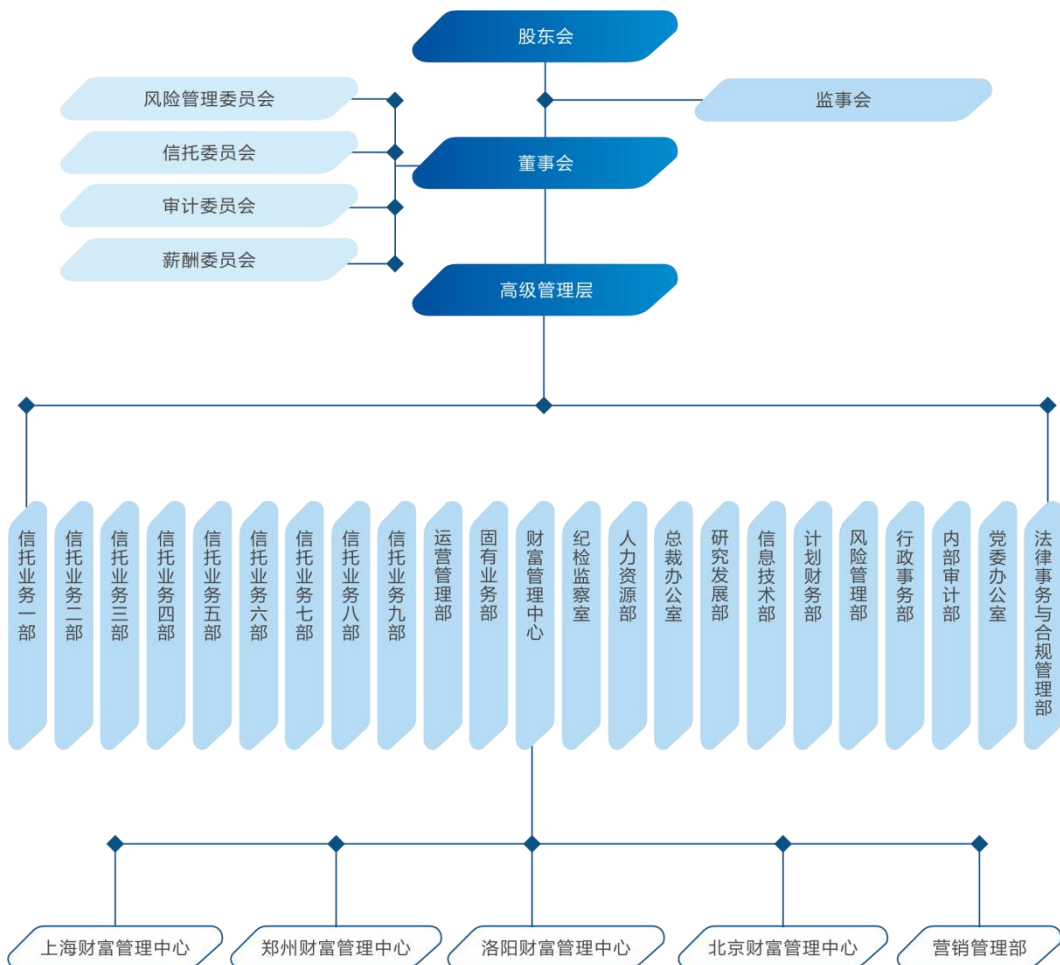 股东会
风险管理委员会
监事会
信托委员会
董事会
审计委员会
薪酬委员会
高级管理层
信托业务一部
信托业务二部
信托业务三部
信托业务四部
信托业务五部
信托业务六部
信托业务七部
信托业务八部
信托业务九部
运营管理部
固有业务部
财富管理中心
纪检监察室
人力资源部
总裁办公室
研究发展部
信息技术部
计划财务部
风险管理部
行政事务部
内部审计部
党委办公室
法律事务与合规管理部
上海财富管理中心
郑州财富管理中心
洛阳财富管理中心
北京财富管理中心
营销管理部